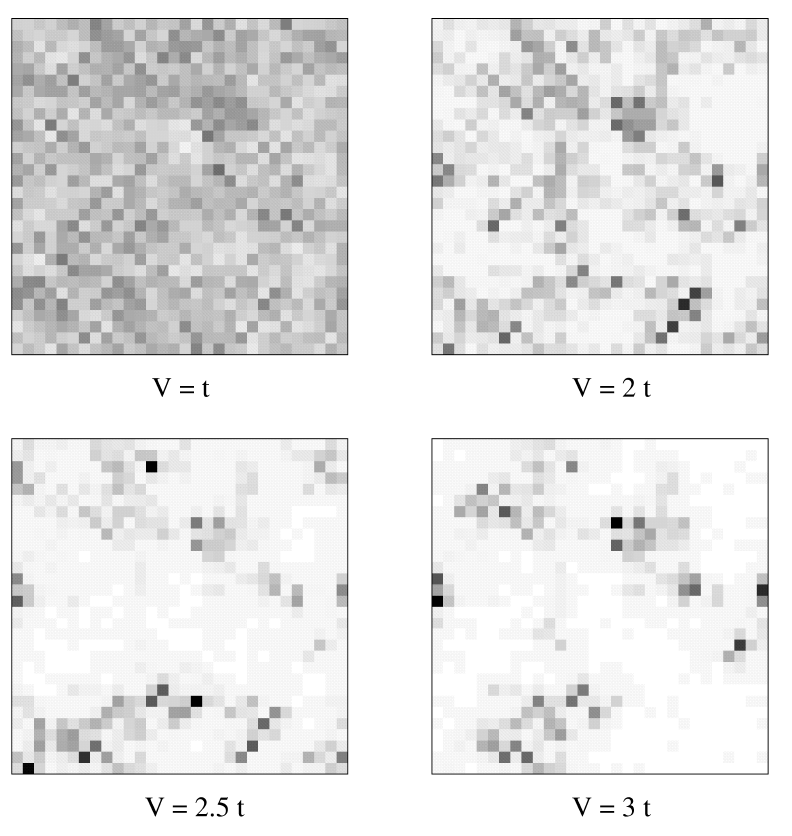 V = t
V = 2 t
V = 2.5 t
V = 3 t